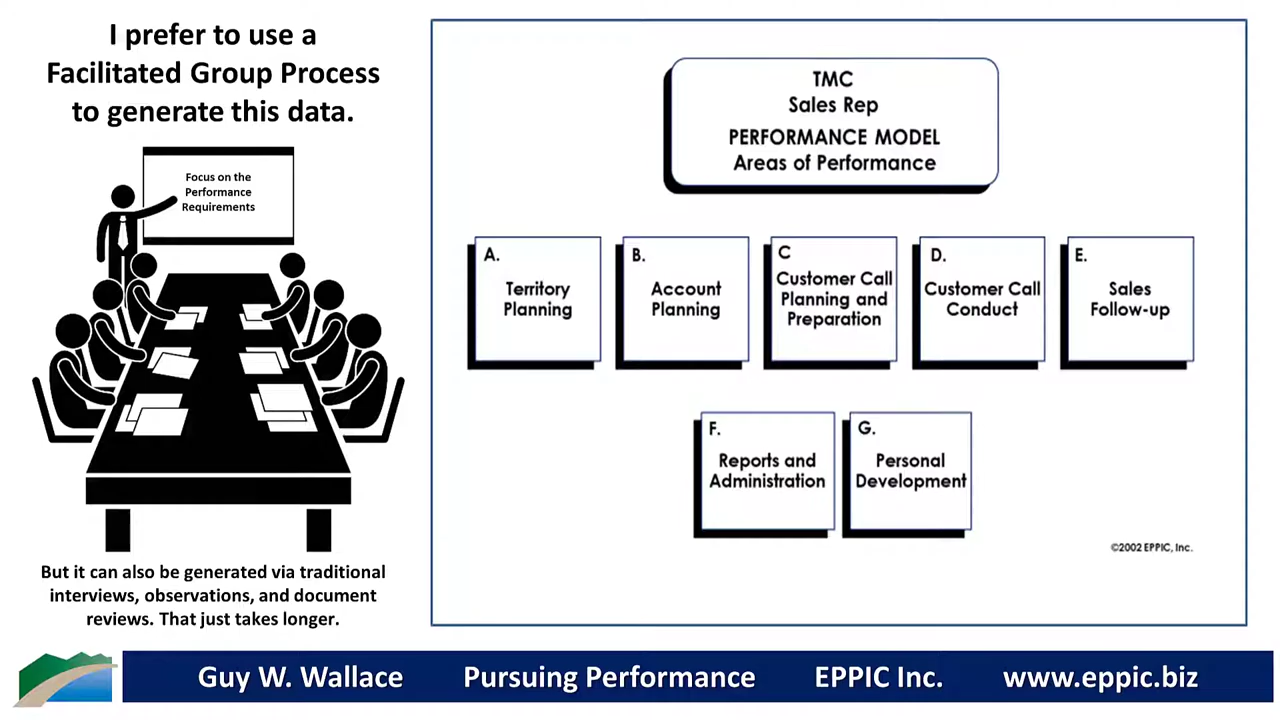 I prefer to use a
Facilitated Group Process
to generate this data.
Focus on the
Performance
Requirements
But it can also be generated via traditional
interviews, observations, and document
reviews. That just takes longer.
TMC
Sales Rep
PERFORMANCE MODEL
Areas of Performance
A.
Territory
Planning
B.
Account
Planning
C
Customer Call
Planning and
Preparation
D.
Customer Call
Conduct
E.
Sales
Follow-up
F.
Reports and
Administration
G.
Personal
Development
©2002 EPPIC, Inc.
Guy W. Wallace Pursuing Performance EPPIC Inc. www.eppic.biz